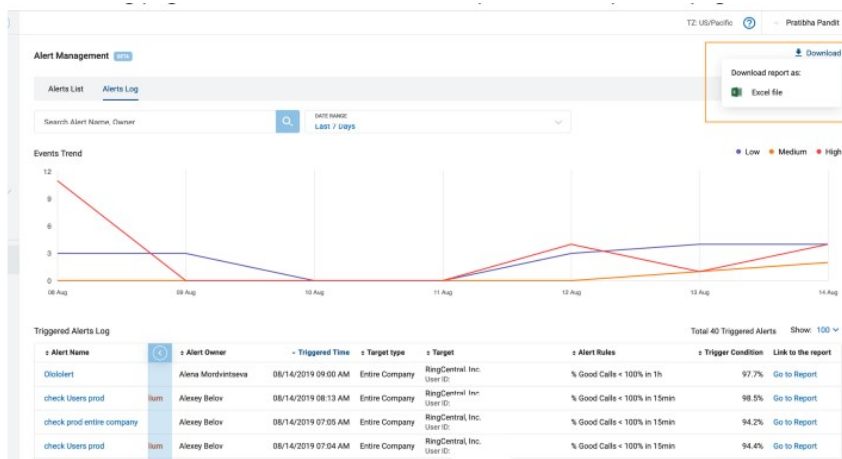 TZ: US/Pacific ? Pratibha Pandit
Alert Management BETA
Download
Download report as:
Excel file
Alerts List Alerts Log
Search Alert Name, Owner
DATE RANGE
Last 7 Days
Events Trend
Low Medium High
12
9
6
3
0
08 Aug 09 Aug 10 Aug 11 Aug 12 Aug 13 Aug 14 Aug
Triggered Alerts Log
Total 40 Triggered Alerts Show: 100
Alert Name Alert Owner Triggered Time Target type Target Alert Rules Trigger Condition Link to the report
Olololert Alena Mordvintseva 08/14/2019 09:00 AM Entire Company RingCentral, Inc. % Good Calls < 100% in 1h 97.7% Go to Report
User ID:
check Users prod lium Alexey Belov 08/14/2019 08:13 AM Entire Company RingCentral, Inc. % Good Calls < 100% in 15min 98.5% Go to Report
User ID:
check prod entire company Alexey Belov 08/14/2019 07:05 AM Entire Company RingCentral, Inc. % Good Calls < 100% in 15min 94.2% Go to Report
User ID:
check Users prod lium Alexey Belov 08/14/2019 07:04 AM Entire Company RingCentral, Inc. % Good Calls < 100% in 15min 94.4% Go to Report
User ID: